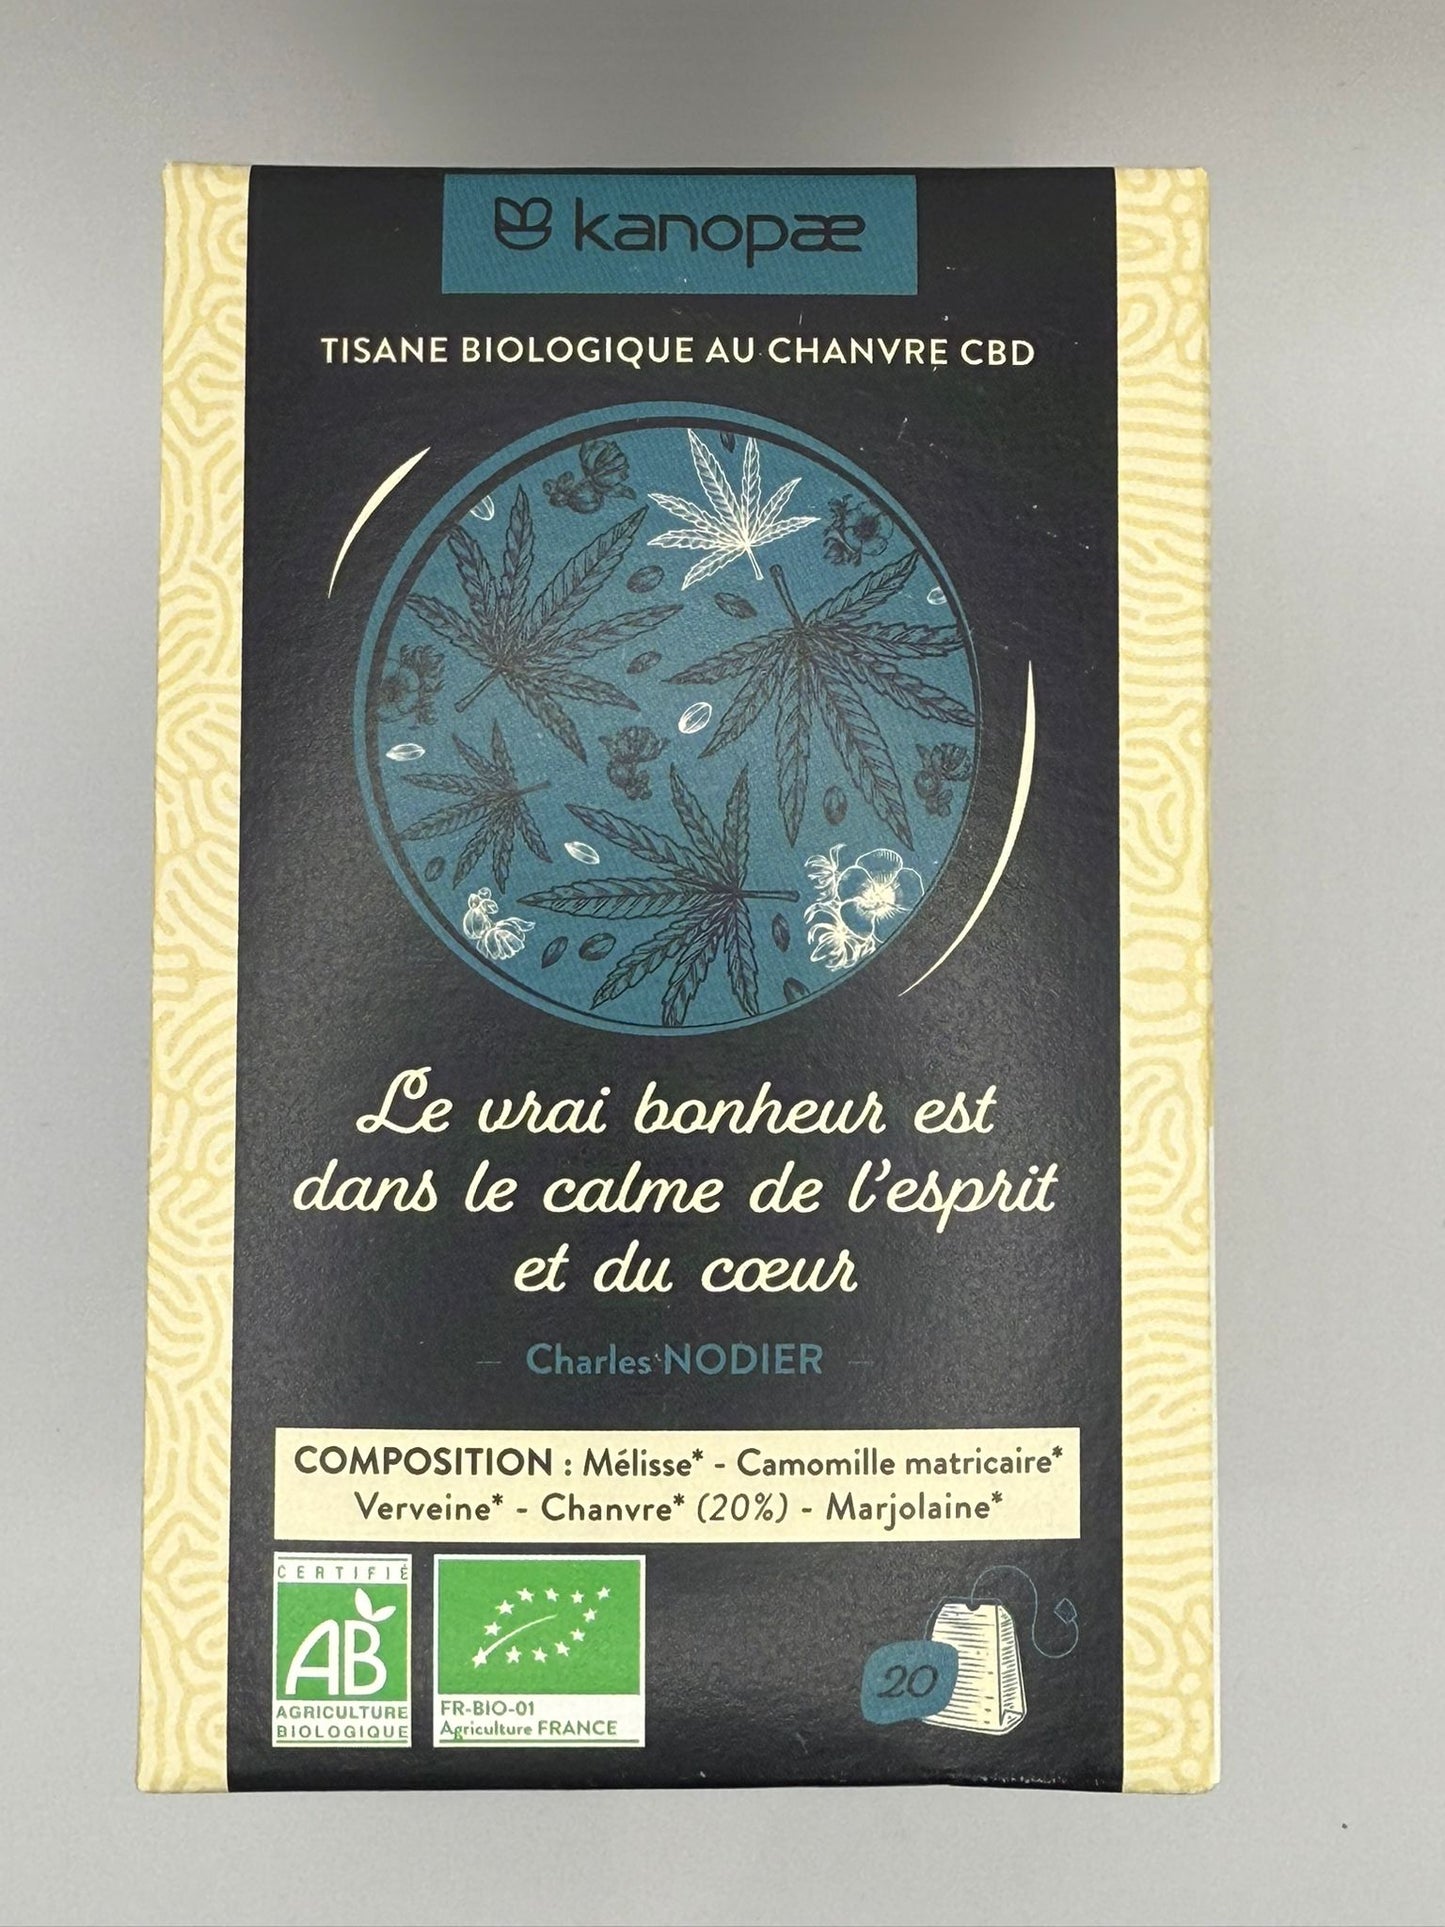 kanopæ
TISANE BIOLOGIQUE AU CHANVRE CBD
Le vrai bonheur est
dans le calme de l'esprit
et du cœur
Charles NODIER
COMPOSITION : Mélisse* - Camomille matricaire*
Verveine* - Chanvre* (20%) - Marjolaine*
CERTIFIÉ
AB
AGRICULTURE
BIOLOGIQUE
FR-BIO-01
Agriculture FRANCE
20